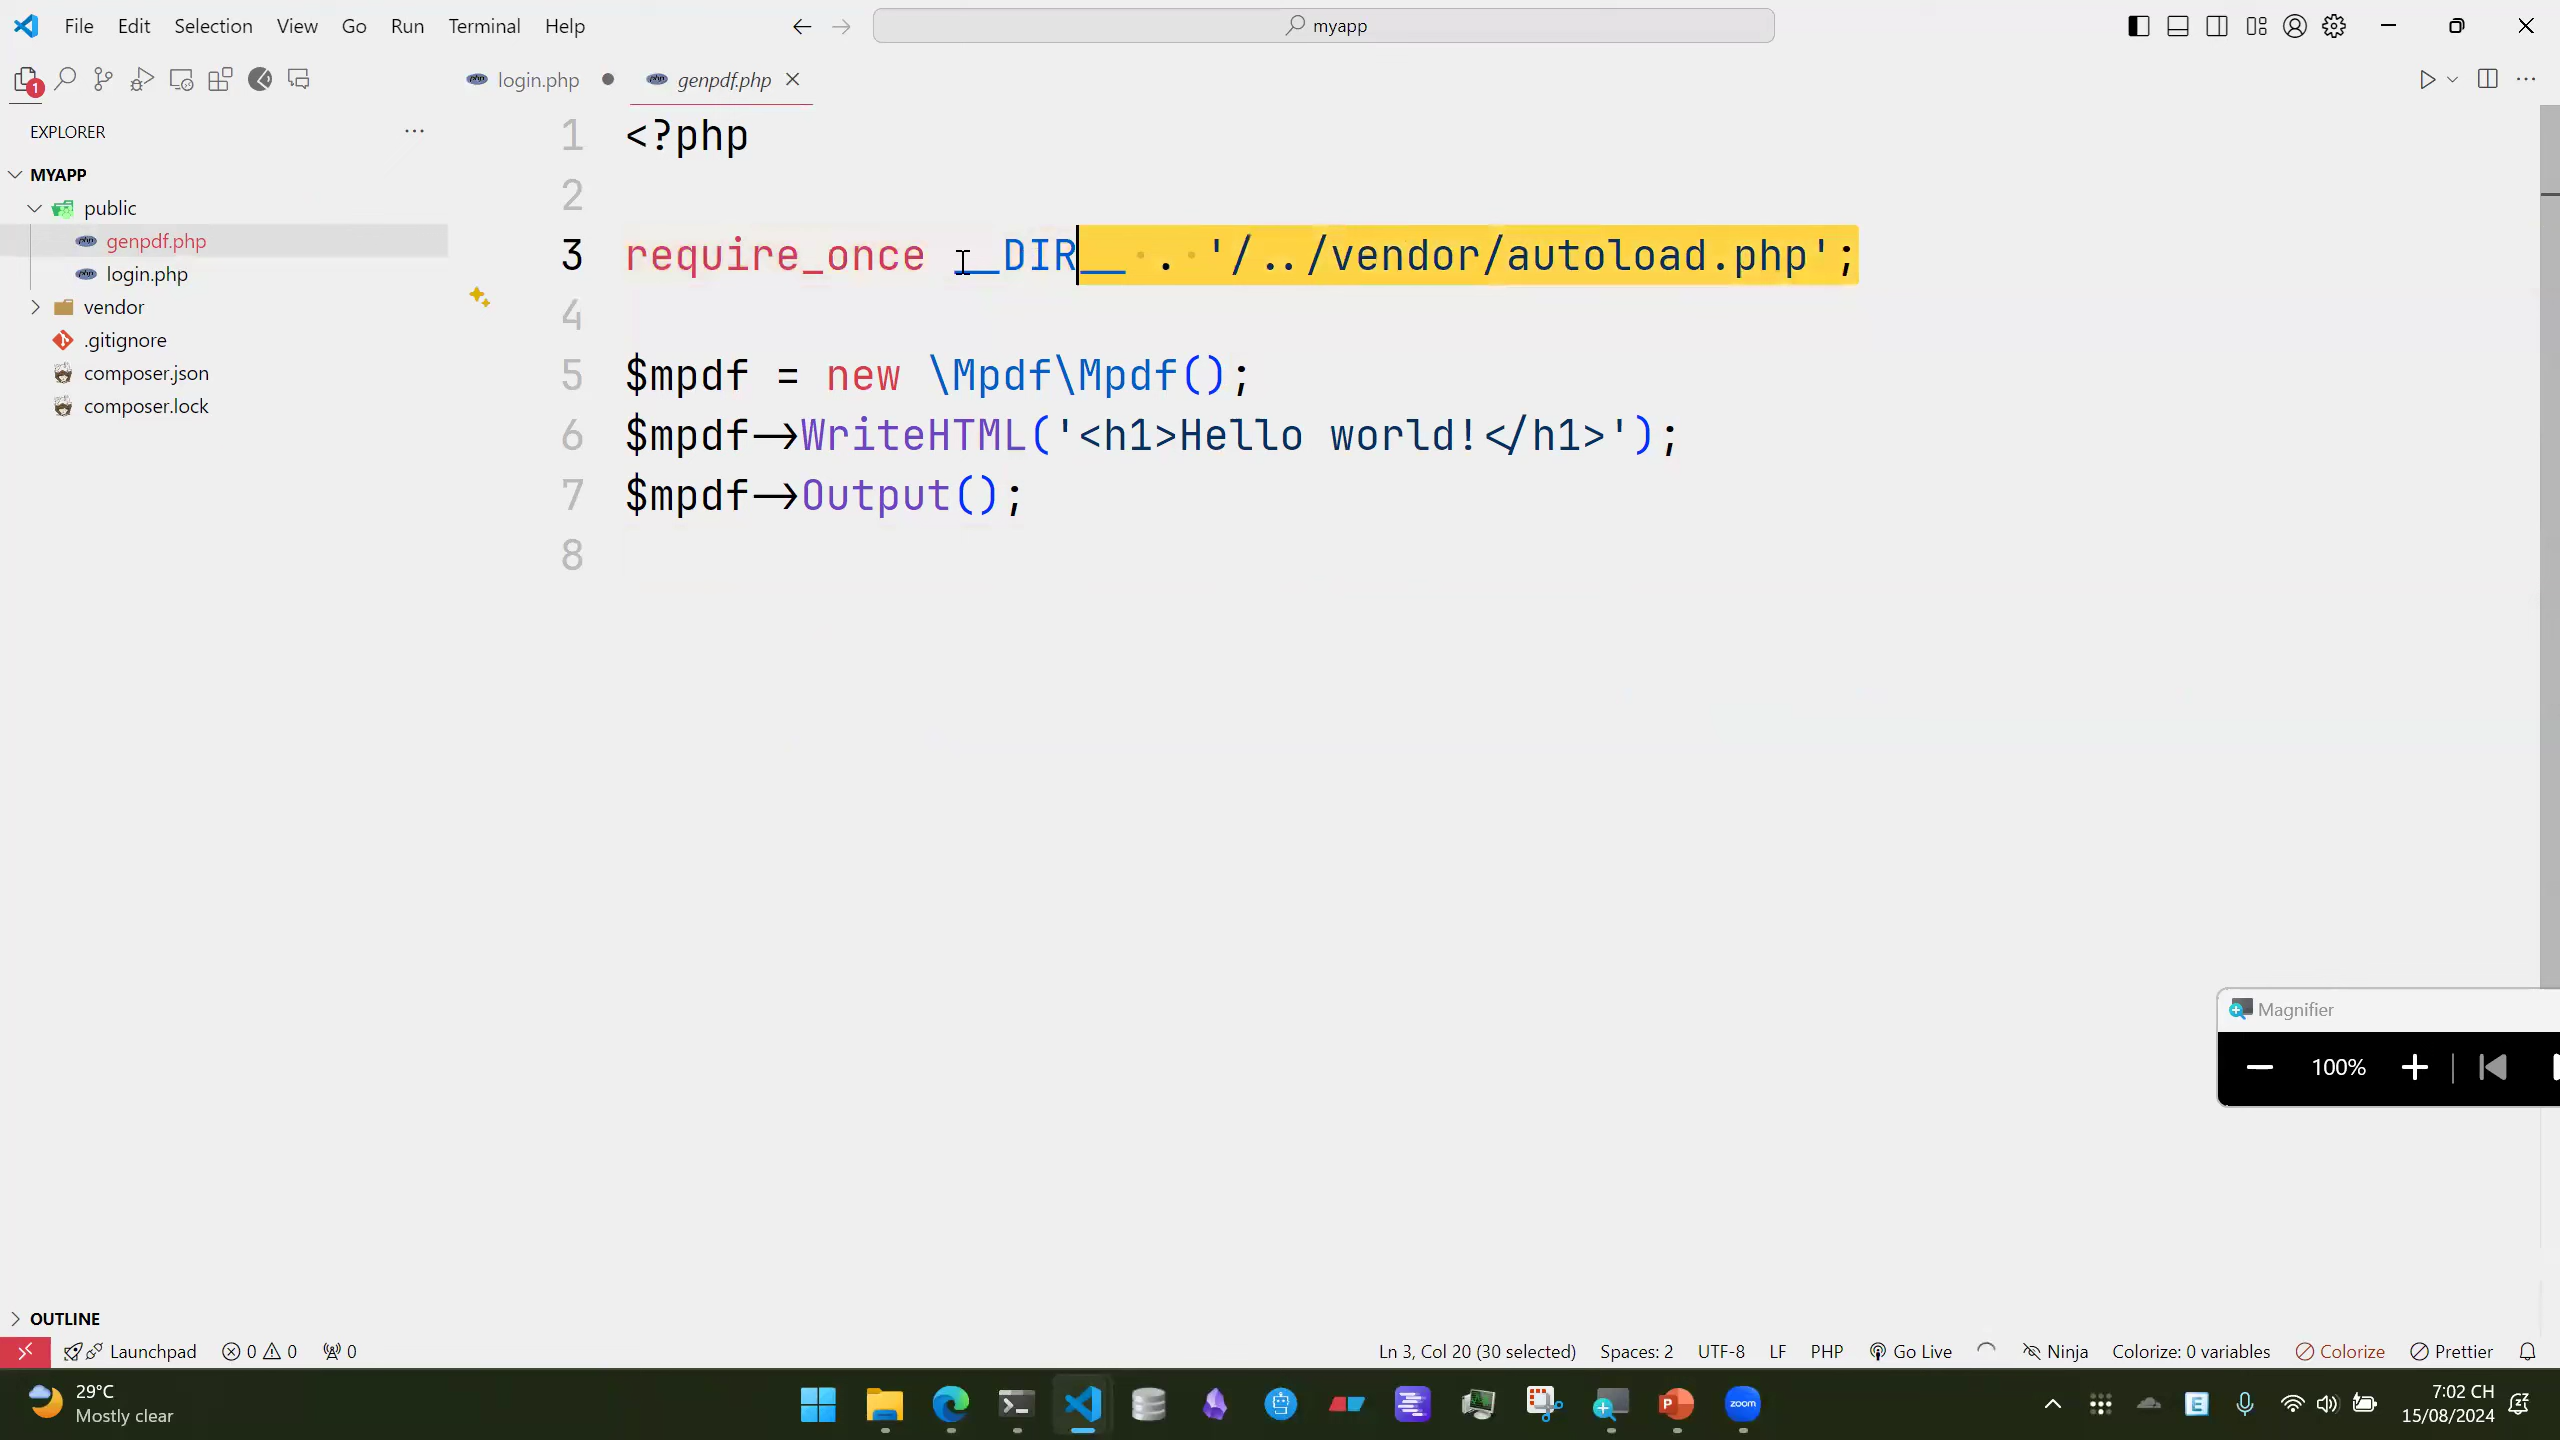 File Edit Selection View Go Run Terminal Help
myapp
1
login.php
genpdf.php
EXPLORER
MYAPP
public
genpdf.php
login.php
vendor
.gitignore
composer.json
composer.lock
1 <?php
2
3 require_once __DIR__ . '/../vendor/autoload.php';
4
5 $mpdf = new \Mpdf\Mpdf();
6 $mpdf->WriteHTML('<h1>Hello world!</h1>');
7 $mpdf->Output();
8
Magnifier
100%
OUTLINE
Launchpad 0 0 0
Ln 3, Col 20 (30 selected) Spaces: 2 UTF-8 LF PHP Go Live Ninja Colorize: 0 variables Colorize Prettier
29°C
Mostly clear
zoom
7:02 CH
15/08/2024